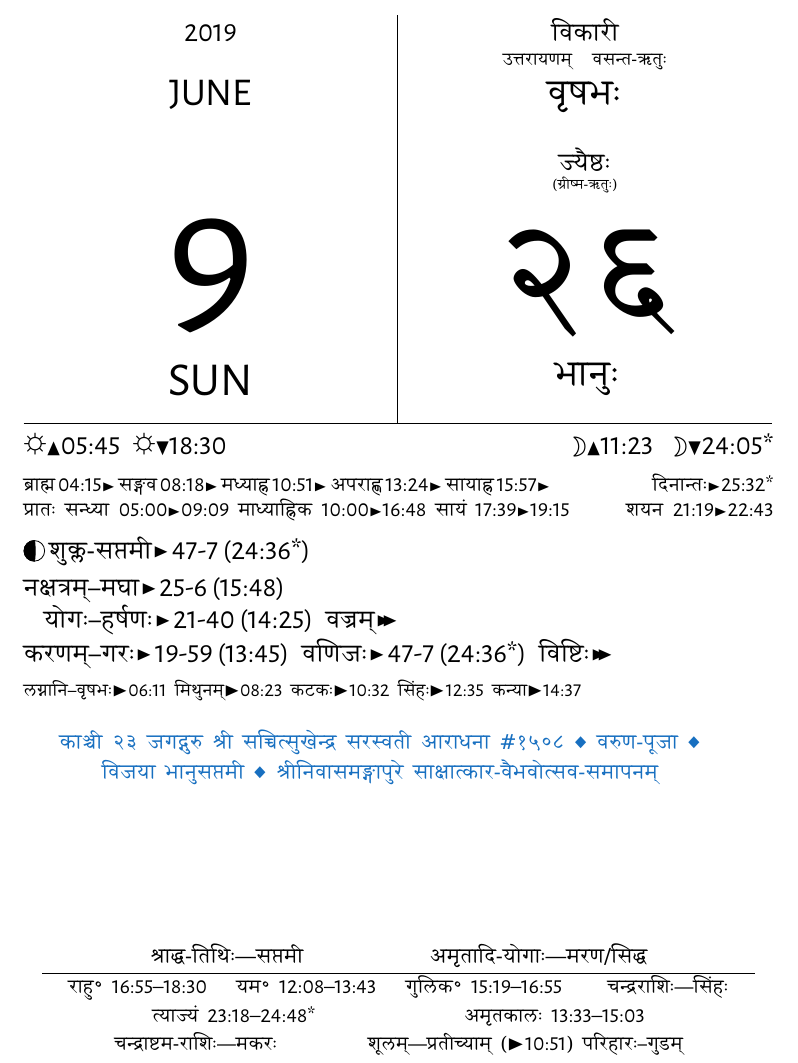 2019
JUNE
9
SUN
विकारी
उत्तरायणम् वसन्त-ऋतुः
वृषभः
ज्यैष्ठः
(ग्रीष्म-ऋतुः)
२६
भानुः
☼▲05:45 ☼▼18:30 ☽▲11:23 ☽▼24:05*
ब्राह्म04:15► सङ्गव08:18► मध्याह्न10:51► अपराह्ण13:24► सायाह्न15:57► दिनान्तः►25:32*
प्रातः सन्ध्या 05:00►09:09 माध्याह्निक 10:00►16:48 सायं 17:39►19:15 शयन 21:19►22:43
शुक्ल-सप्तमी►47-7 (24:36*)
नक्षत्रम्–मघा►25-6 (15:48)
योगः–हर्षणः►21-40 (14:25) वज्रम्►►
करणम्–गरः►19-59 (13:45) वणिजः►47-7 (24:36*) विष्टिः►►
लग्नानि–वृषभः►06:11 मिथुनम्►08:23 कटकः►10:32 सिंहः►12:35 कन्या►14:37
काञ्ची २३ जगद्गुरु श्री सच्चित्सुखेन्द्र सरस्वती आराधना #१५०८ ◆ वरुण-पूजा ◆
विजया भानुसप्तमी ◆ श्रीनिवासमङ्गापुरे साक्षात्कार-वैभवोत्सव-समापनम्
श्राद्ध-तिथिः—सप्तमी अमृतादि-योगाः—मरण/सिद्ध
राहु॰ 16:55–18:30 यम॰ 12:08–13:43 गुलिक॰ 15:19–16:55 चन्द्रराशिः—सिंहः
त्याज्यं 23:18–24:48* अमृतकालः 13:33–15:03
चन्द्राष्टम-राशिः—मकरः शूलम्—प्रतीच्याम् (►10:51) परिहारः–गुडम्